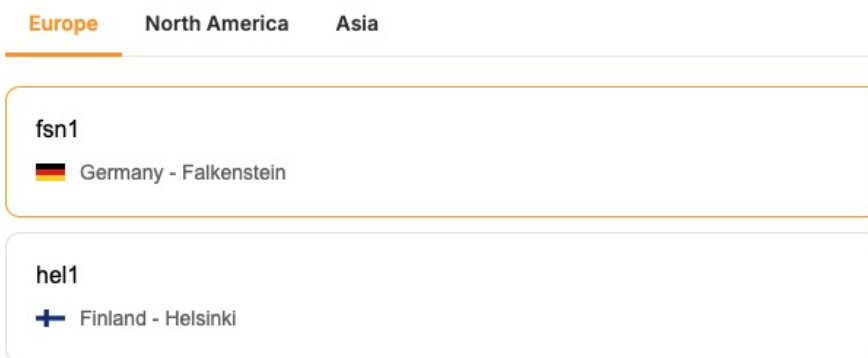 Europe North America Asia
fsn1
Germany - Falkenstein
hel1
Finland - Helsinki